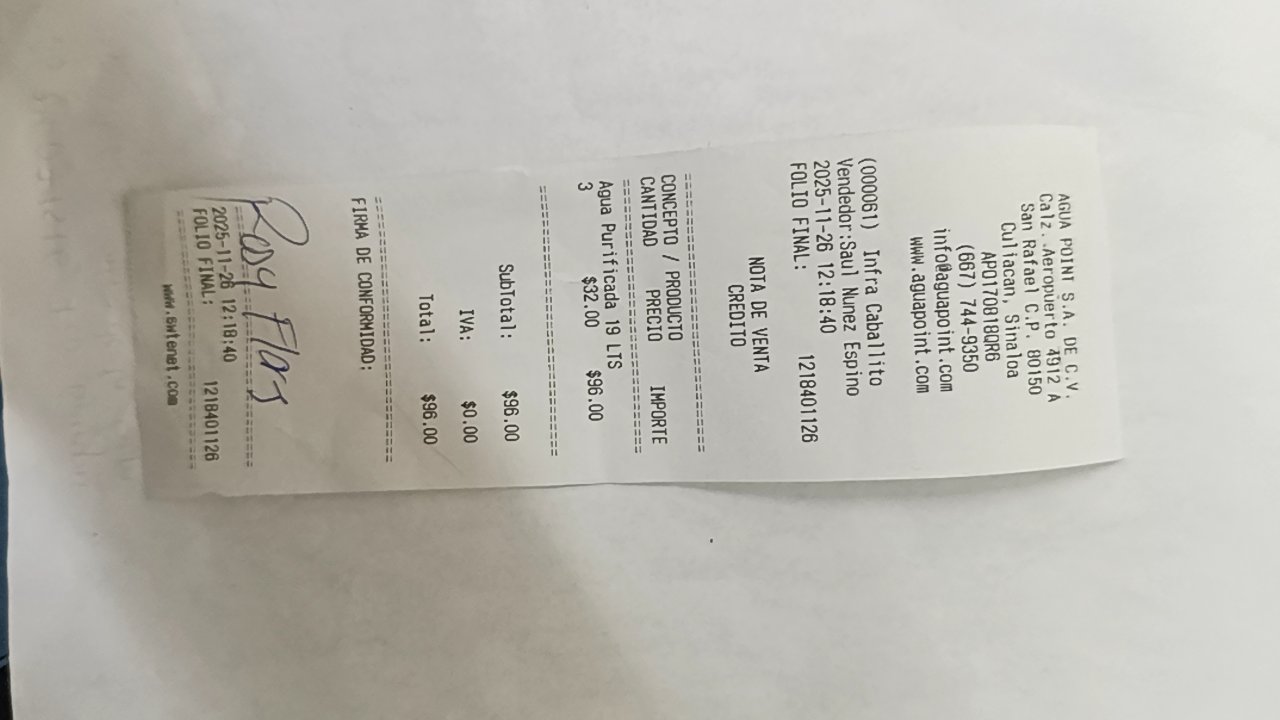 AGUA POINT S.A. DE C.V.
Calz. Aeropuerto 4912 A
San Rafael C.P. 80150
Culiacan, Sinaloa
APO170818QR6
(667) 744-9350
info@aguapoint.com
www.aguapoint.com
(000061) Infra Caballito
Vendedor:Saul Nunez Espino
2025-11-26 12:18:40
FOLIO FINAL: 1218401126
NOTA DE VENTA
CREDITO
==================================
CONCEPTO / PRODUCTO
CANTIDAD PRECIO IMPORTE
==================================
Agua Purificada 19 LTS
3 $32.00 $96.00
==================================
SubTotal: $96.00
IVA: $0.00
Total: $96.00
==================================
FIRMA DE CONFORMIDAD:
Rosy Flors
==================================
2025-11-26 12:18:40
FOLIO FINAL: 1218401126
==================================
www.6wtenet.com